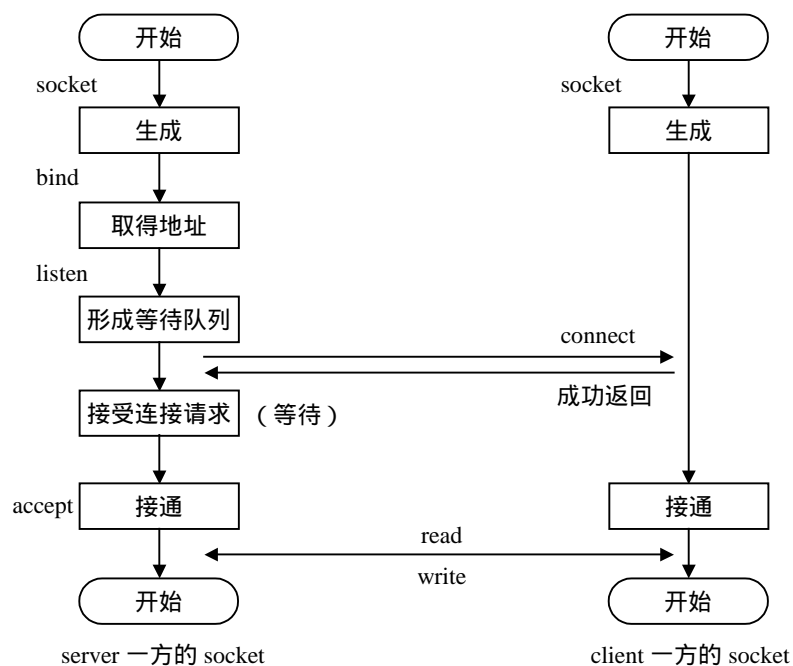 开始
开始
socket
socket
生成
生成
bind
取得地址
listen
形成等待队列
connect
成功返回
接受连接请求
（等待）
accept
接通
接通
read
write
开始
开始
server 一方的 socket
client 一方的 socket